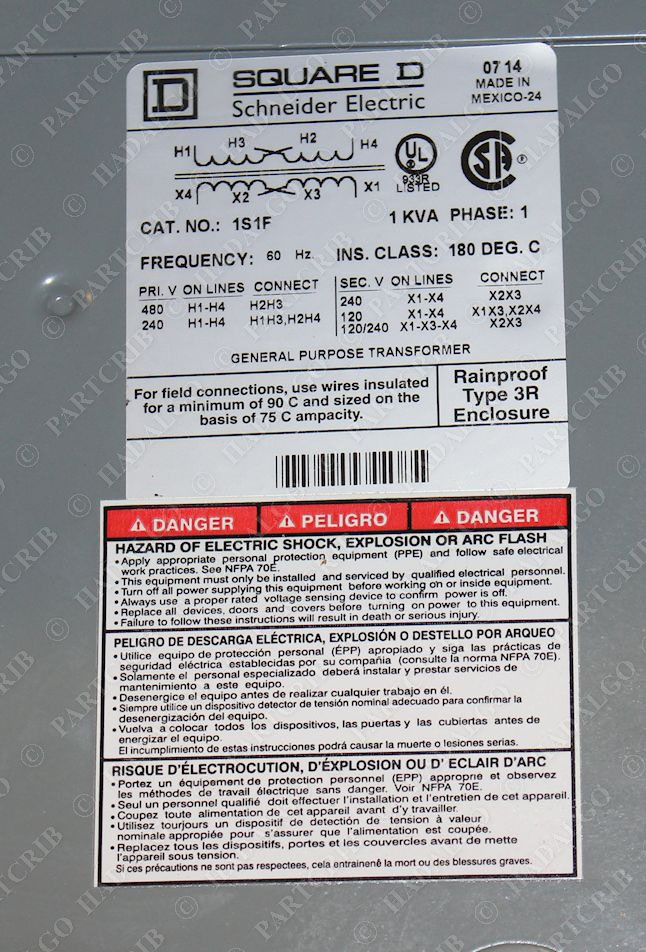 D SQUARE D
Schneider Electric
07 14
MADE IN
MEXICO-24
H1 H3 H2 H4
X4 X2 X3 X1
UL
933R
LISTED
SA ®
CAT. NO.: 1S1F 1 KVA PHASE: 1
FREQUENCY: 60 Hz. INS. CLASS: 180 DEG. C
PRI. V ON LINES CONNECT
480 H1-H4 H2H3
240 H1-H4 H1H3,H2H4
SEC. V ON LINES CONNECT
240 X1-X4 X2X3
120 X1-X4 X1X3,X2X4
120/240 X1-X3-X4 X2X3
GENERAL PURPOSE TRANSFORMER
For field connections, use wires insulated
for a minimum of 90 C and sized on the
basis of 75 C ampacity.
Rainproof
Type 3R
Enclosure
DANGER PELIGRO DANGER
HAZARD OF ELECTRIC SHOCK, EXPLOSION OR ARC FLASH
• Apply appropriate personal protection equipment (PPE) and follow safe electrical
work practices. See NFPA 70E.
• This equipment must only be installed and serviced by qualified electrical personnel.
• Turn off all power supplying this equipment before working on or inside equipment.
• Always use a proper rated voltage sensing device to confirm power is off.
• Replace all devices, doors and covers before turning on power to this equipment.
• Failure to follow these instructions will result in death or serious injury.
PELIGRO DE DESCARGA ELÉCTRICA, EXPLOSIÓN O DESTELLO POR ARQUEO
• Utilice equipo de protección personal (ÉPP) apropiado y siga las prácticas de
seguridad eléctrica establecidas por su compañia (consulte la norma NFPA 70E).
• Solamente el personal especializado deberá instalar y prestar servicios de
mantenimiento a este equipo.
• Desenergice el equipo antes de realizar cualquier trabajo en él.
• Siempre utilice un dispositivo detector de tensión nominal adecuado para confirmar la
desenergización del equipo.
• Vuelva a colocar todos los dispositivos, las puertas y las cubiertas antes de
energizar el equipo.
El incumplimiento de estas instrucciones podrá causar la muerte o lesiones serias.
RISQUE D'ÉLECTROCUTION, D'ÉXPLOSION OU D' ECLAIR D'ARC
• Portez un équipement de protection personnel (EPP) approprie et observez
les méthodes de travail électrique sans danger. Voir NFPA 70E.
• Seul un personnel qualifié doit effectuer l'installation et l'entretien de cet appareil.
• Coupez toute alimentation de cet appareil avant d'y travailler.
• Utilisez tourjours un dispositif de détection de tension à valeur
nominale appropiée pour s'assurer que l'alimentation est coupée.
• Replacez tous les dispositifs, portes et les couvercles avant de mette
l'appareil sous tension.
Si ces précautions ne sant pas respectees, cela entrainenê la mort ou des blessures graves.
© PARTCRIB © HADALGO